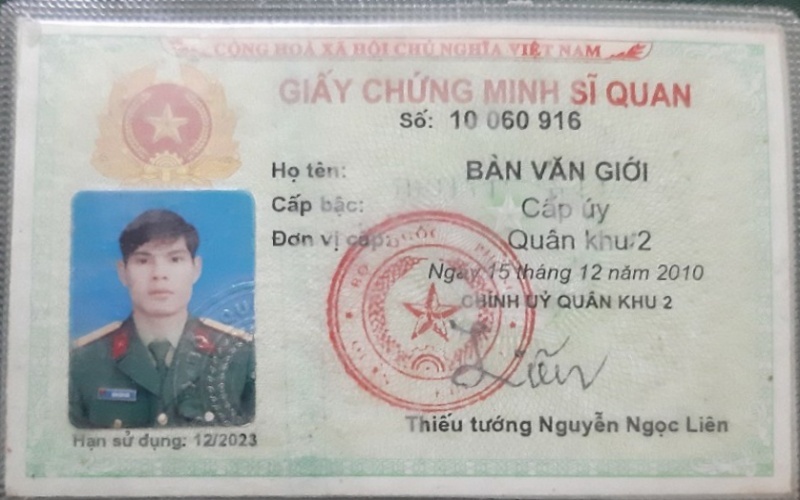 CỘNG HOÀ XÃ HỘI CHỦ NGHĨA VIỆT NAM
GIẤY CHỨNG MINH SĨ QUAN
Số: 10 060 916
Họ tên: BÀN VĂN GIỚI
Cấp bậc: Cấp úy
Đơn vị cấp: Quân khu 2
Ngày 15 tháng 12 năm 2010
CHÍNH UỶ QUÂN KHU 2
Liên
Thiếu tướng Nguyễn Ngọc Liên
Hạn sử dụng: 12/2023